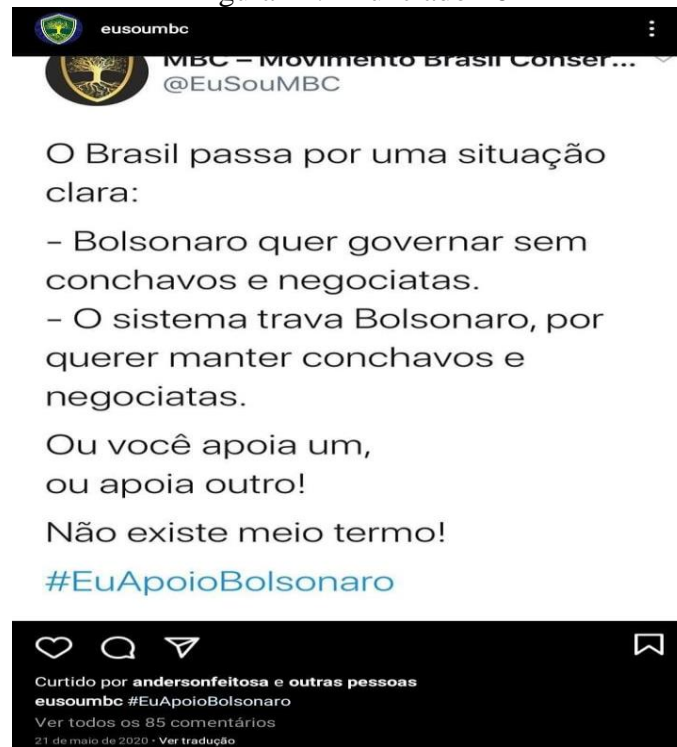 eusoumbc
MBC – Movimento Brasil Conser...
@EuSouMBC
O Brasil passa por uma situação
clara:
– Bolsonaro quer governar sem
conchavos e negociatas.
– O sistema trava Bolsonaro, por
querer manter conchavos e
negociatas.
Ou você apoia um,
ou apoia outro!
Não existe meio termo!
#EuApoioBolsonaro
Curtido por andersonfeitosa e outras pessoas
eusoumbc #EuApoioBolsonaro
Ver todos os 85 comentários
21 de maio de 2020 · Ver tradução